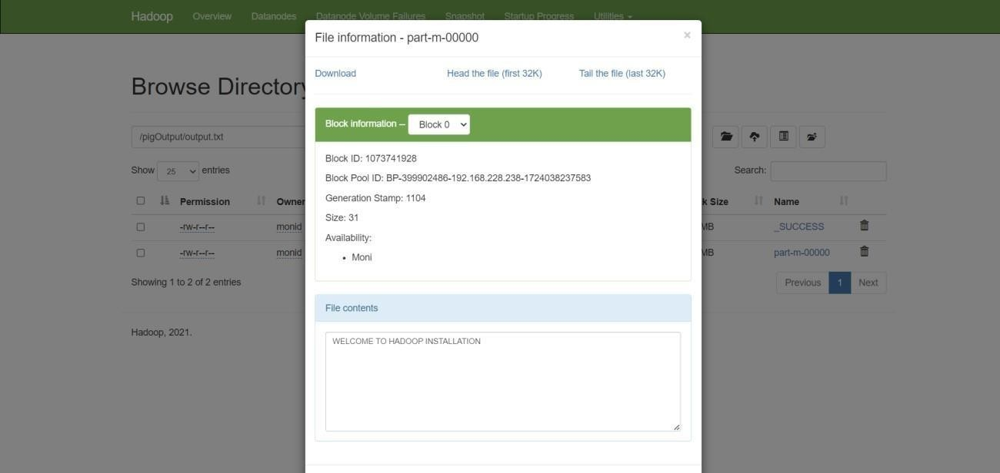 Hadoop Overview Datanodes Datanode Volume Failures Snapshot Startup Progress Utilities
File information - part-m-00000 ×
Download Head the file (first 32K) Tail the file (last 32K)
Browse Directory
Block information -- Block 0
/pigOutput/output.txt
Block ID: 1073741928
Show 25 entries
Search:
Block Pool ID: BP-399902486-192.168.228.238-1724038237583
Permission Owner k Size Name
Generation Stamp: 1104
Size: 31
-rw-r--r-- monid MB _SUCCESS
Availability:
-rw-r--r-- monid MB part-m-00000
• Moni
Showing 1 to 2 of 2 entries
Previous 1 Next
File contents
Hadoop, 2021.
WELCOME TO HADOOP INSTALLATION